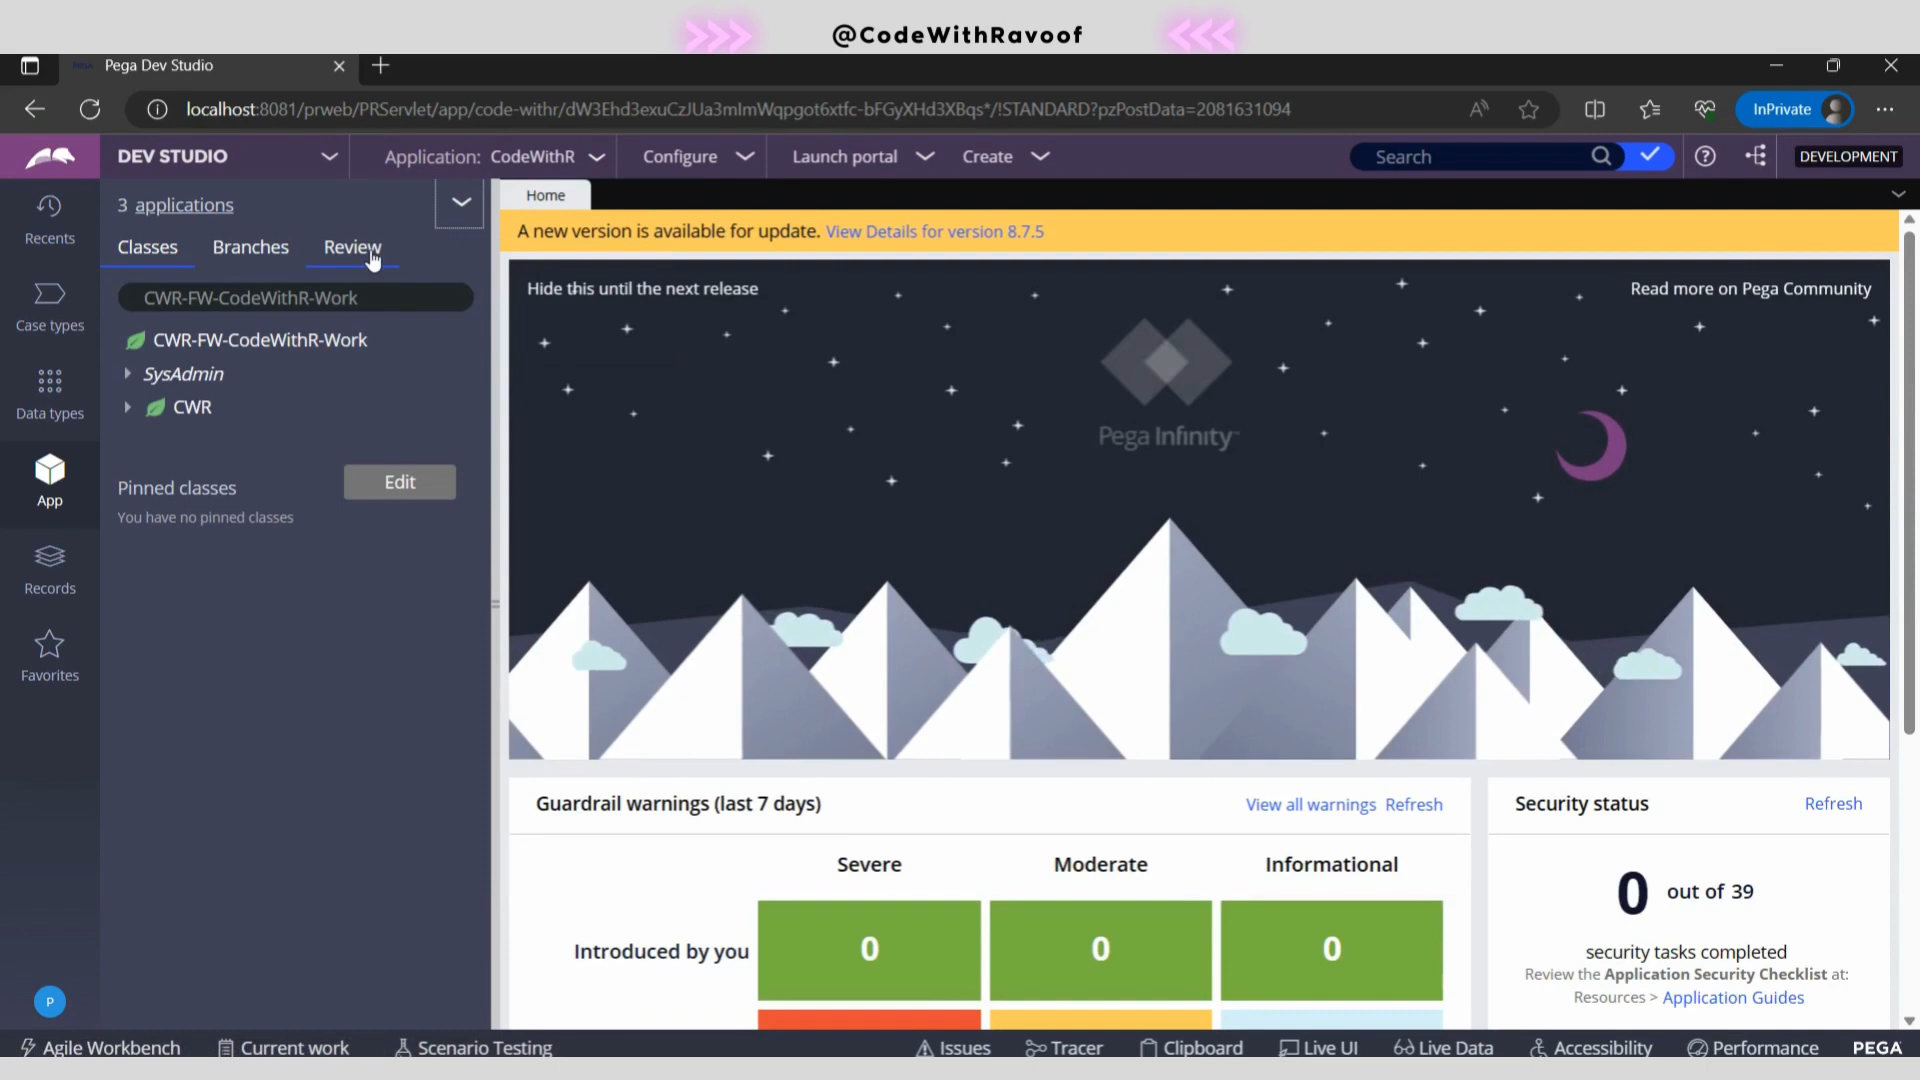 @CodeWithRavoof
Pega Dev Studio
localhost:8081/prweb/PRServlet/app/code-withr/dW3Ehd3exuCzJUa3mImWqpgot6xtfc-bFGyXHd3XBqs*/!STANDARD?pzPostData=2081631094
InPrivate
DEV STUDIO
Application: CodeWithR
Configure
Launch portal
Create
Search
DEVELOPMENT
Recents
Case types
Data types
App
Records
Favorites
P
3 applications
Classes
Branches
Review
CWR-FW-CodeWithR-Work
CWR-FW-CodeWithR-Work
SysAdmin
CWR
Pinned classes
Edit
You have no pinned classes
Home
A new version is available for update. View Details for version 8.7.5
Hide this until the next release
Read more on Pega Community
Pega Infinity™
Guardrail warnings (last 7 days)
View all warnings Refresh
Severe
Moderate
Informational
Introduced by you
0
0
0
Security status
Refresh
0 out of 39
security tasks completed
Review the Application Security Checklist at:
Resources > Application Guides
Agile Workbench
Current work
Scenario Testing
Issues
Tracer
Clipboard
Live UI
Live Data
Accessibility
Performance
PEGA